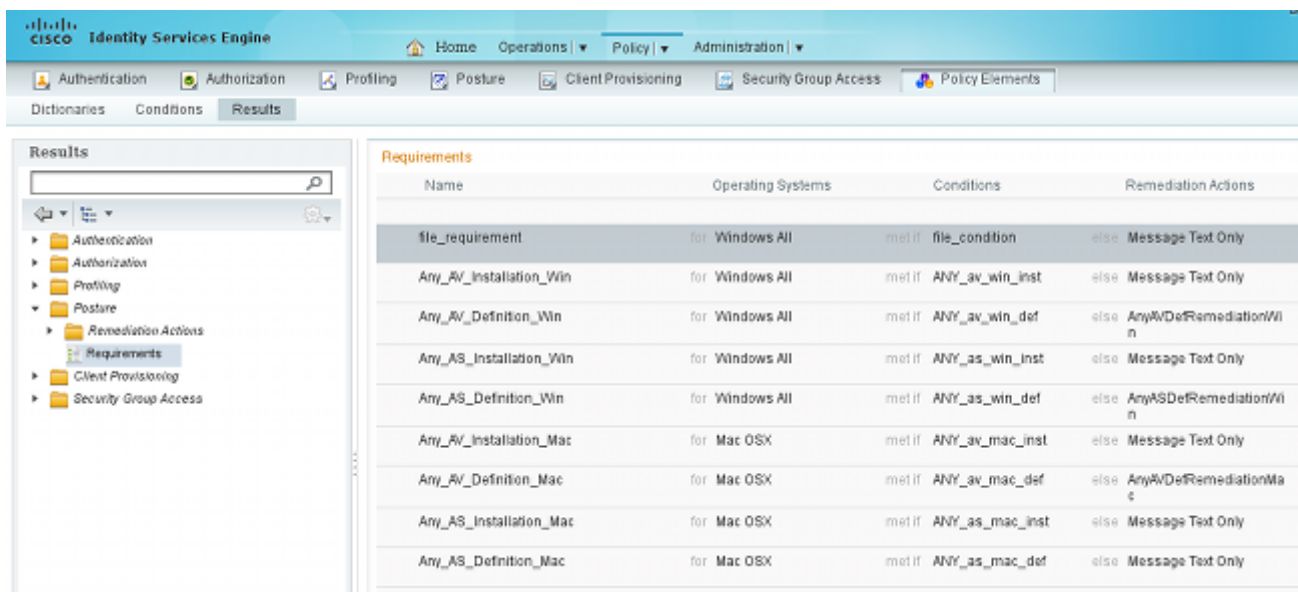 CISCO Identity Services Engine
Home Operations Policy Administration
Authentication Authorization Profiling Posture Client Provisioning Security Group Access Policy Elements
Dictionaries Conditions Results
Results
Requirements
Name Operating Systems Conditions Remediation Actions
Authentication
Authorization
Profiling
Posture
Remediation Actions
Requirements
Client Provisioning
Security Group Access
file_requirement for Windows All met if file_condition else Message Text Only
Any_AV_Installation_Win for Windows All met if ANY_av_win_inst else Message Text Only
Any_AV_Definition_Win for Windows All met if ANY_av_win_def else AnyAVDefRemediationWi
n
Any_AS_Installation_Win for Windows All met if ANY_as_win_inst else Message Text Only
Any_AS_Definition_Win for Windows All met if ANY_as_win_def else AnyASDefRemediationWi
n
Any_AV_Installation_Mac for Mac OSX met if ANY_av_mac_inst else Message Text Only
Any_AV_Definition_Mac for Mac OSX met if ANY_av_mac_def else AnyAVDefRemediationMa
c
Any_AS_Installation_Mac for Mac OSX met if ANY_as_mac_inst else Message Text Only
Any_AS_Definition_Mac for Mac OSX met if ANY_as_mac_def else Message Text Only